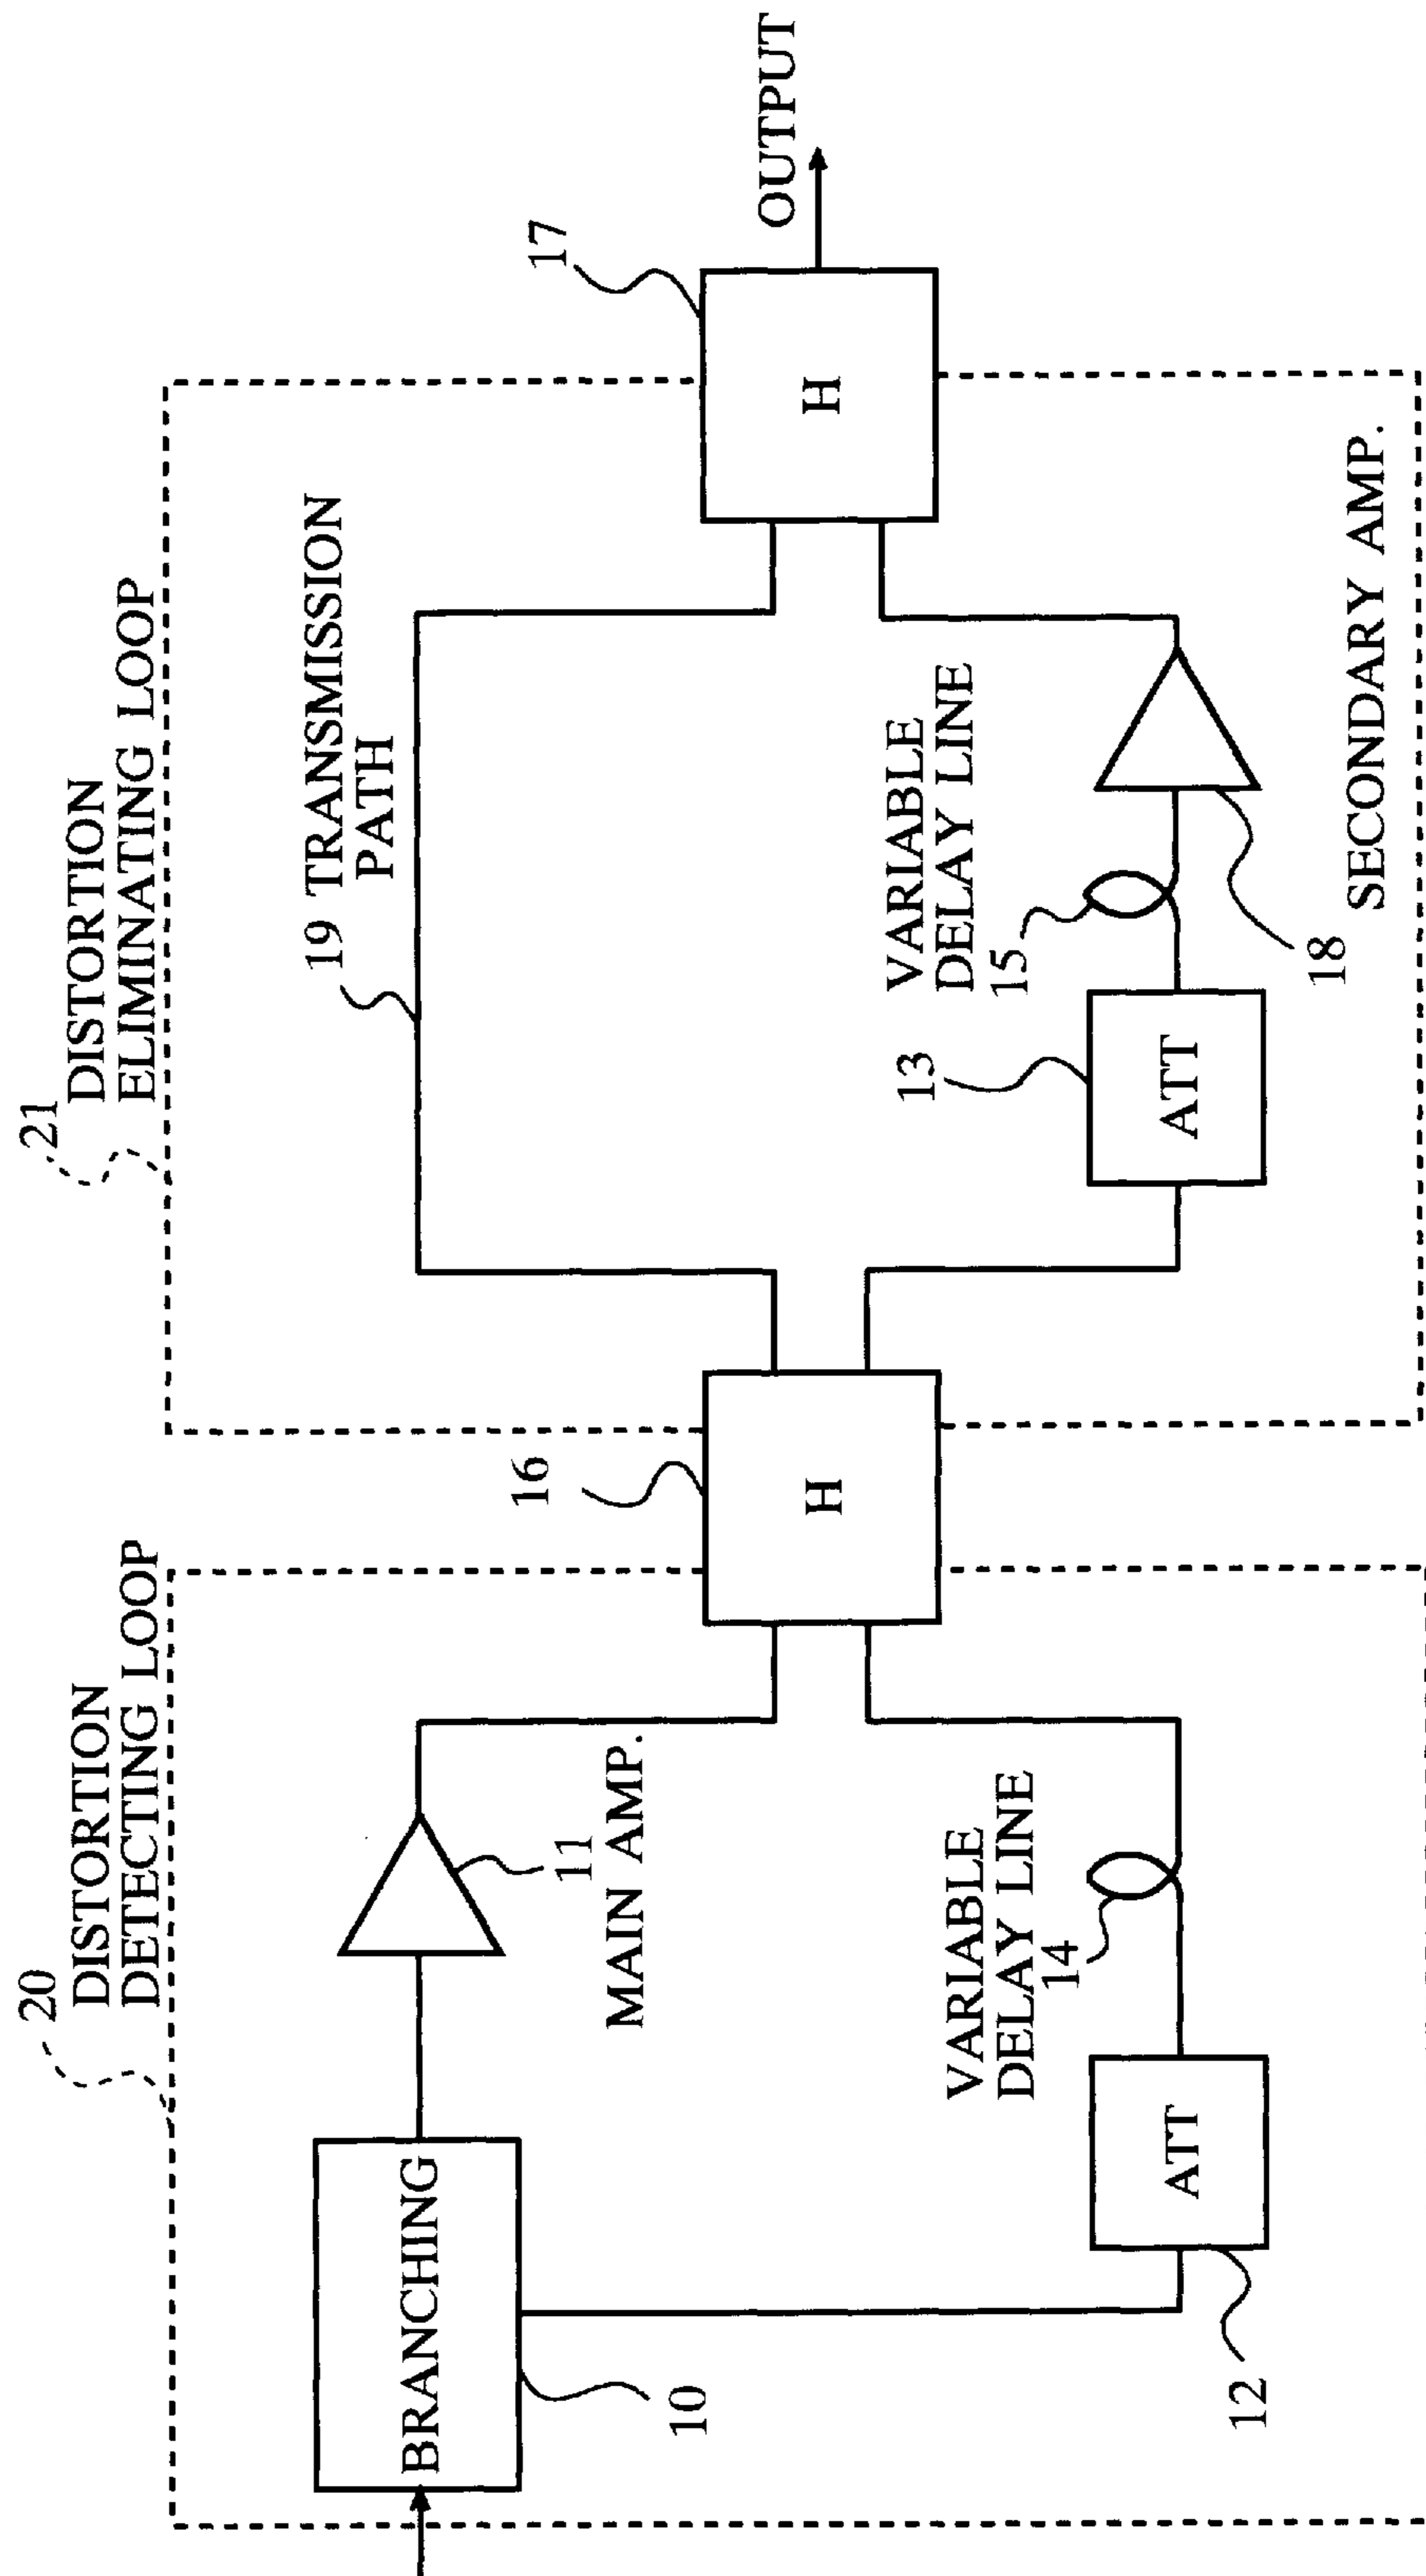 20
DISTORTION
DETECTING LOOP
21
DISTORTION
ELIMINATING LOOP
BRANCHING
10
11
MAIN AMP.
VARIABLE
DELAY LINE
14
ATT
12
16
H
19 TRANSMISSION
PATH
13
ATT
VARIABLE
DELAY LINE
15
18
SECONDARY AMP.
17
H
OUTPUT